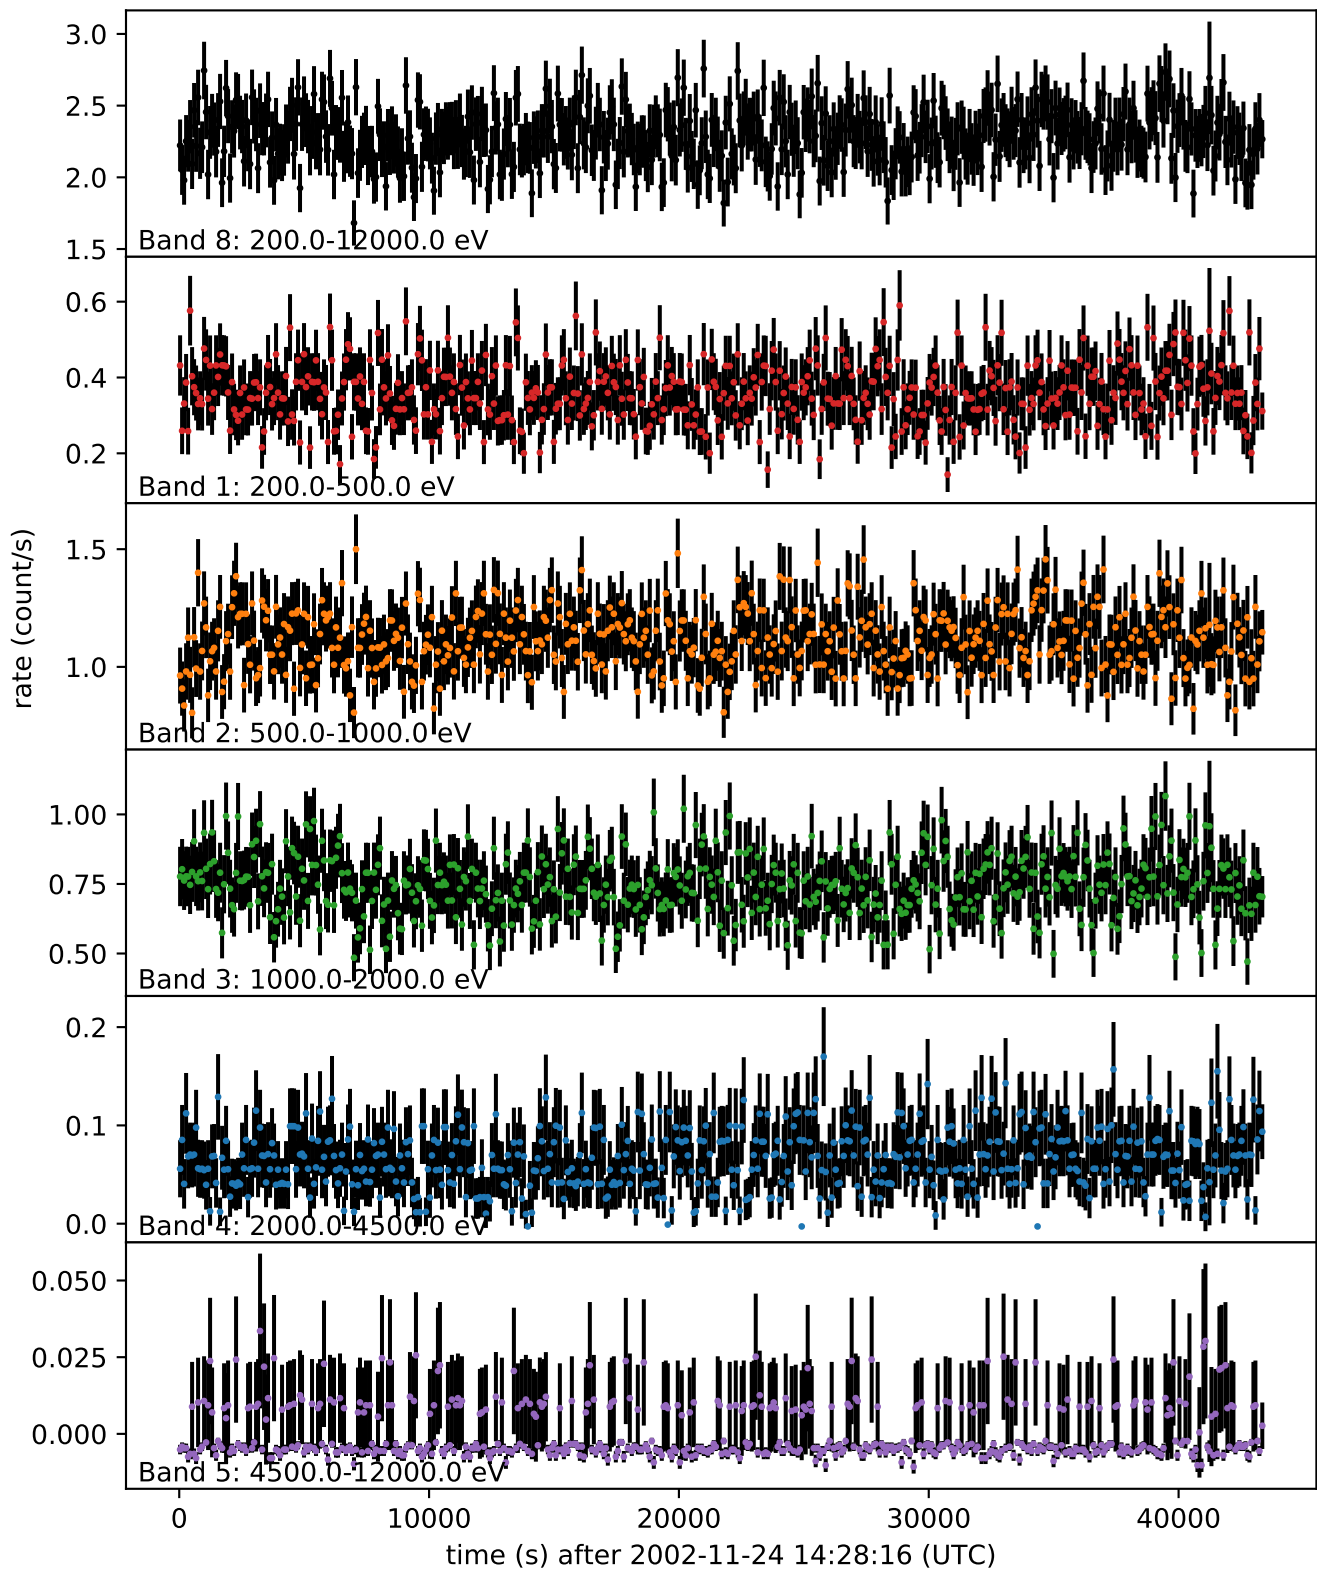 3.0
2.5
2.0
1.5
Band 8: 200.0-12000.0 eV
0.6
0.4
0.2
Band 1: 200.0-500.0 eV
rate (count/s)
1.5
1.0
Band 2: 500.0-1000.0 eV
1.00
0.75
0.50
Band 3: 1000.0-2000.0 eV
0.2
0.1
0.0
Band 4: 2000.0-4500.0 eV
0.050
0.025
0.000
Band 5: 4500.0-12000.0 eV
0 10000 20000 30000 40000
time (s) after 2002-11-24 14:28:16 (UTC)